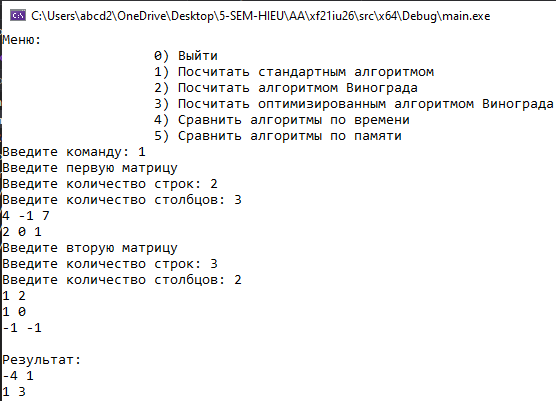 C:\Users\abcd2\OneDrive\Desktop\5-SEM-HIEU\AA\xf21iu26\src\x64\Debug\main.exe
Меню:
0) Выйти
1) Посчитать стандартным алгоритмом
2) Посчитать алгоритмом Винограда
3) Посчитать оптимизированным алгоритмом Винограда
4) Сравнить алгоритмы по времени
5) Сравнить алгоритмы по памяти
Введите команду: 1
Введите первую матрицу
Введите количество строк: 2
Введите количество столбцов: 3
4 -1 7
2 0 1
Введите вторую матрицу
Введите количество строк: 3
Введите количество столбцов: 2
1 2
1 0
-1 -1
Результат:
-4 1
1 3